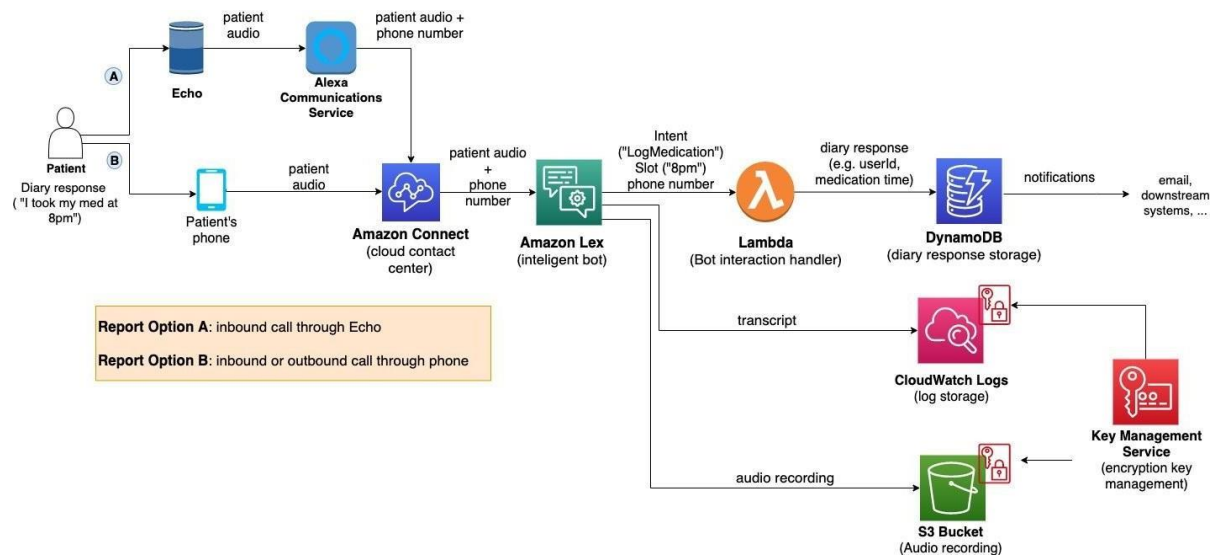 patient
audio
patient audio +
phone number
A
Echo
Alexa
Communications
Service
Patient
Diary response
( "I took my med at
8pm")
B
Patient's
phone
patient
audio
Amazon Connect
(cloud contact
center)
patient audio
+
phone
number
Amazon Lex
(inteligent bot)
Intent
("LogMedication")
Slot ("8pm")
phone number
Lambda
(Bot interaction handler)
diary response
(e.g. userId,
medication time)
DynamoDB
(diary response storage)
notifications
email,
downstream
systems, ...
Report Option A: inbound call through Echo
Report Option B: inbound or outbound call through phone
transcript
CloudWatch Logs
(log storage)
Key Management
Service
(encryption key
management)
audio recording
S3 Bucket
(Audio recording)